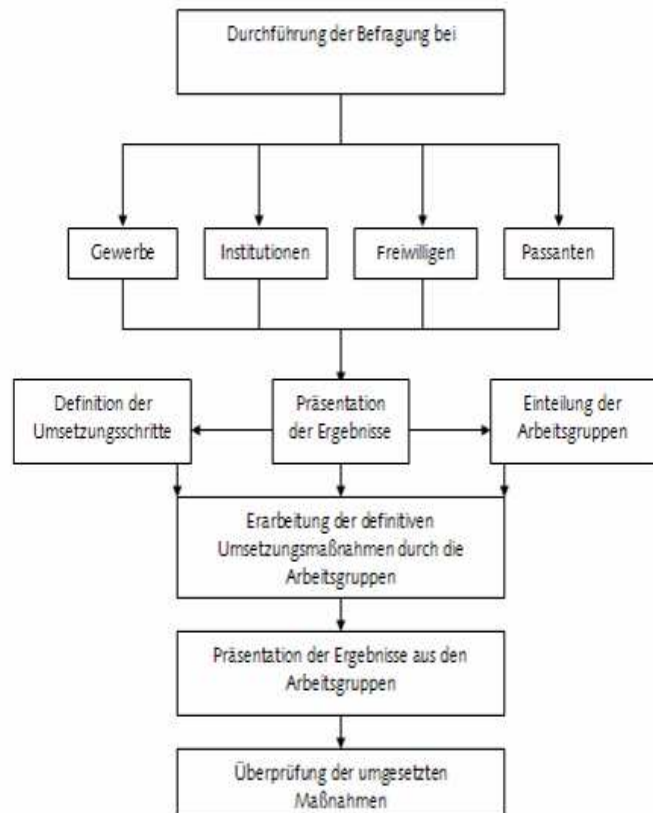 Durchführung der Befragung bei
Gewerbe
Institutionen
Freiwilligen
Passanten
Definition der
Umsetzungsschritte
Präsentation
der Ergebnisse
Einteilung der
Arbeitsgruppen
Erarbeitung der definitiven
Umsetzungsmaßnahmen durch die
Arbeitsgruppen
Präsentation der Ergebnisse aus den
Arbeitsgruppen
Überprüfung der umgesetzten
Maßnahmen